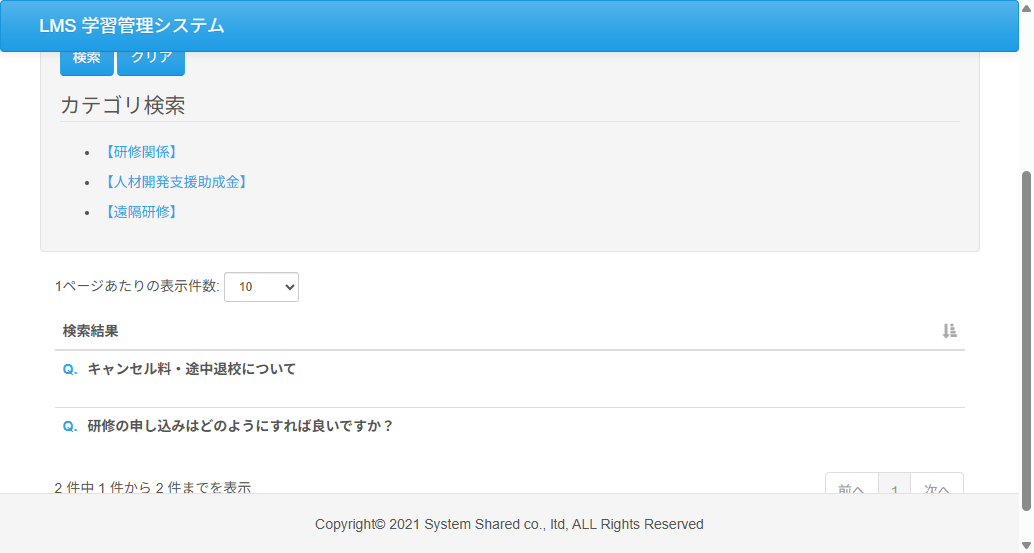 LMS 学習管理システム
検索 クリア
カテゴリ検索
【研修関係】
【人材開発支援助成金】
【遠隔研修】
1ページあたりの表示件数: 10
検索結果
Q. キャンセル料・途中退校について
Q. 研修の申し込みはどのようにすれば良いですか？
2 件中 1 件から 2 件までを表示
前へ 1 次へ
Copyright© 2021 System Shared co., ltd, ALL Rights Reserved